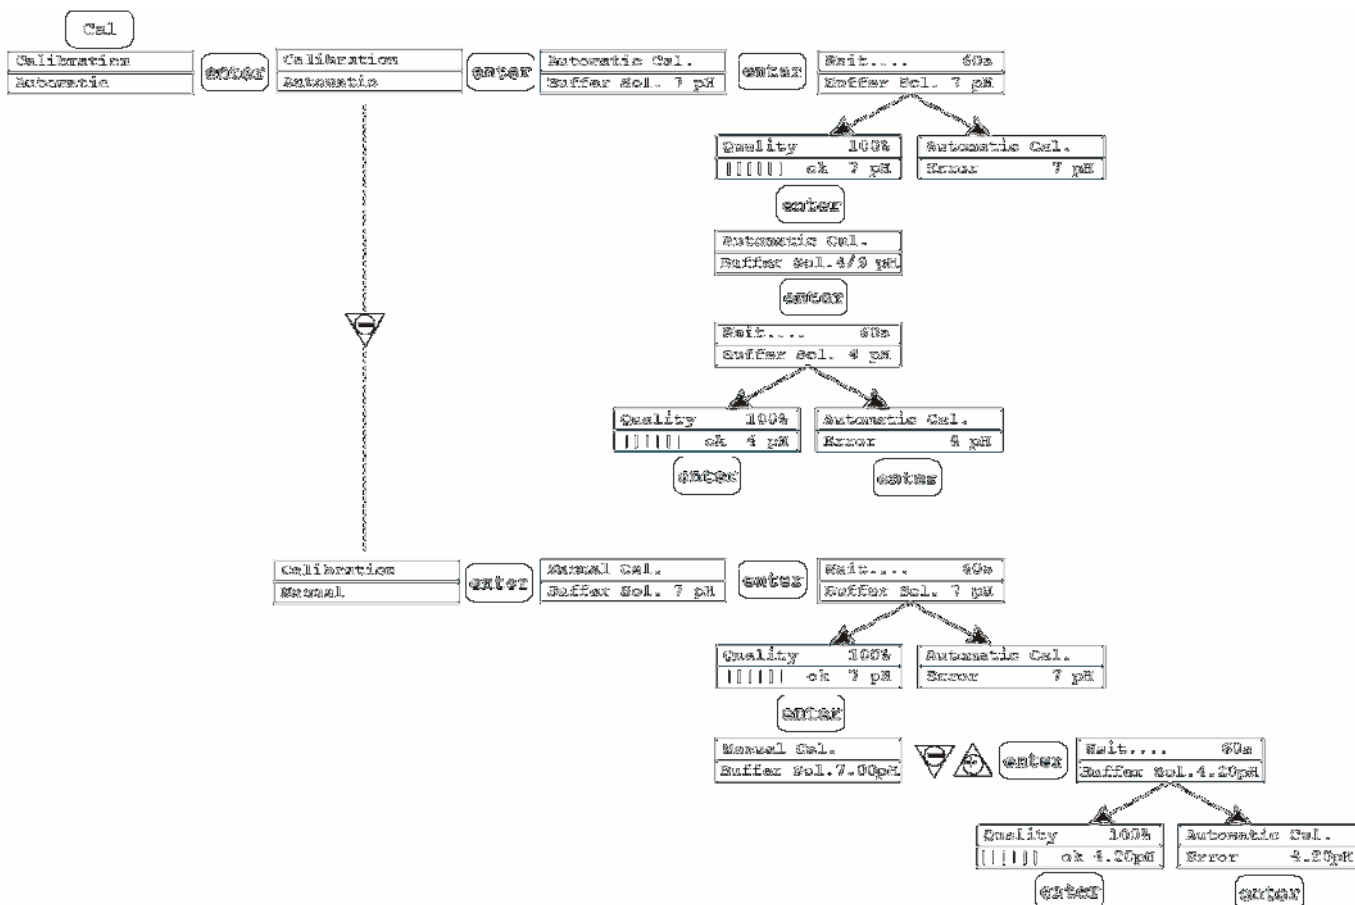 Cal
Calibration
Automatic
enter
Calibration
Automatic
enter
Automatic Cal.
Buffer Sol. 7 pH
enter
Wait.... 60s
Buffer Sol. 7 pH
Quality 100%
|||||| ok 7 pH
Automatic Cal.
Error 7 pH
enter
Automatic Cal.
Buffer Sol.4/9 pH
enter
Wait.... 60s
Buffer Sol. 4 pH
Quality 100%
|||||| ok 4 pH
Automatic Cal.
Error 4 pH
enter
enter
Calibration
Manual
enter
Manual Cal.
Buffer Sol. 7 pH
enter
Wait.... 60s
Buffer Sol. 7 pH
Quality 100%
|||||| ok 7 pH
Automatic Cal.
Error 7 pH
enter
Manual Cal.
Buffer Sol.7.00pH
enter
Wait.... 60s
Buffer Sol.4.20pH
Quality 100%
|||||| ok 4.20pH
Automatic Cal.
Error 4.20pH
enter
enter